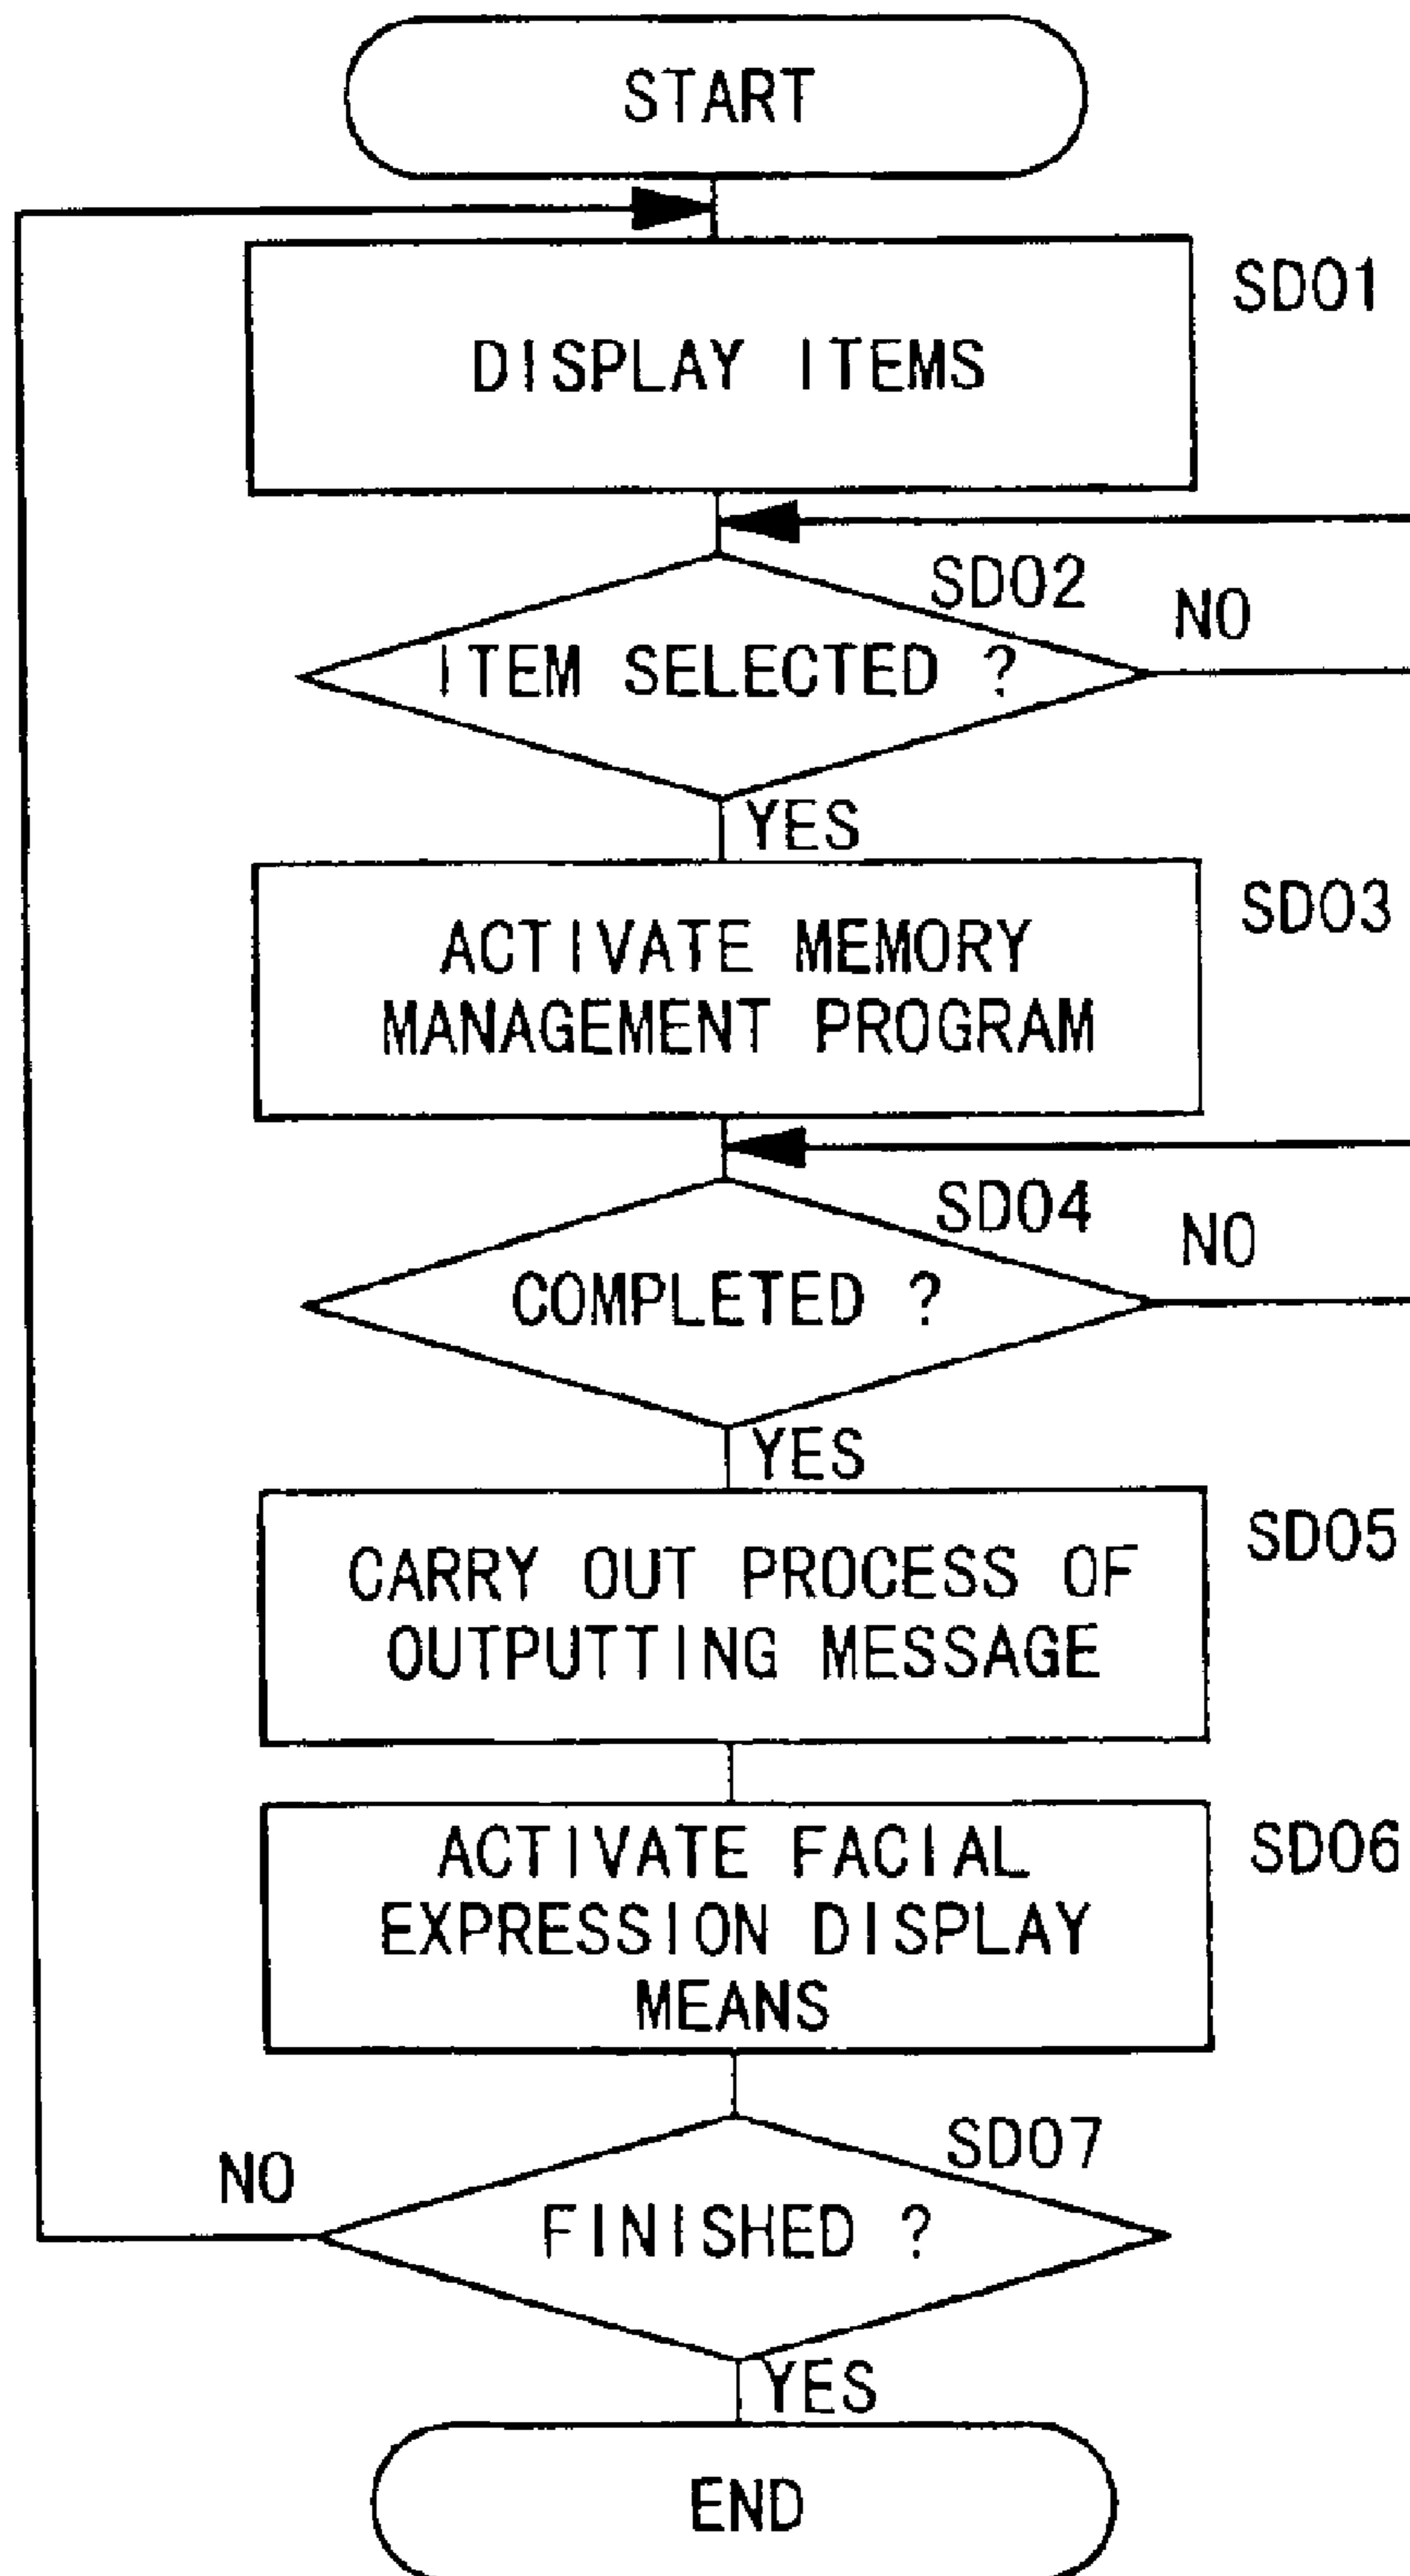 START
DISPLAY ITEMS
SD01
SD02
NO
ITEM SELECTED ?
YES
ACTIVATE MEMORY
MANAGEMENT PROGRAM
SD03
SD04
NO
COMPLETED ?
YES
CARRY OUT PROCESS OF
OUTPUTTING MESSAGE
SD05
ACTIVATE FACIAL
EXPRESSION DISPLAY
MEANS
SD06
SD07
NO
FINISHED ?
YES
END